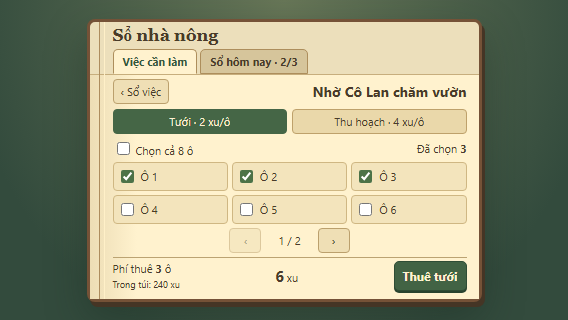 Sổ nhà nông
Việc cần làm
Sổ hôm nay · 2/3
‹ Sổ việc
Nhờ Cô Lan chăm vườn
Tưới · 2 xu/ô
Thu hoạch · 4 xu/ô
Chọn cả 8 ô
Đã chọn 3
Ô 1
Ô 2
Ô 3
Ô 4
Ô 5
Ô 6
‹ 1 / 2 ›
Phí thuê 3 ô
Trong túi: 240 xu
6 xu
Thuê tưới